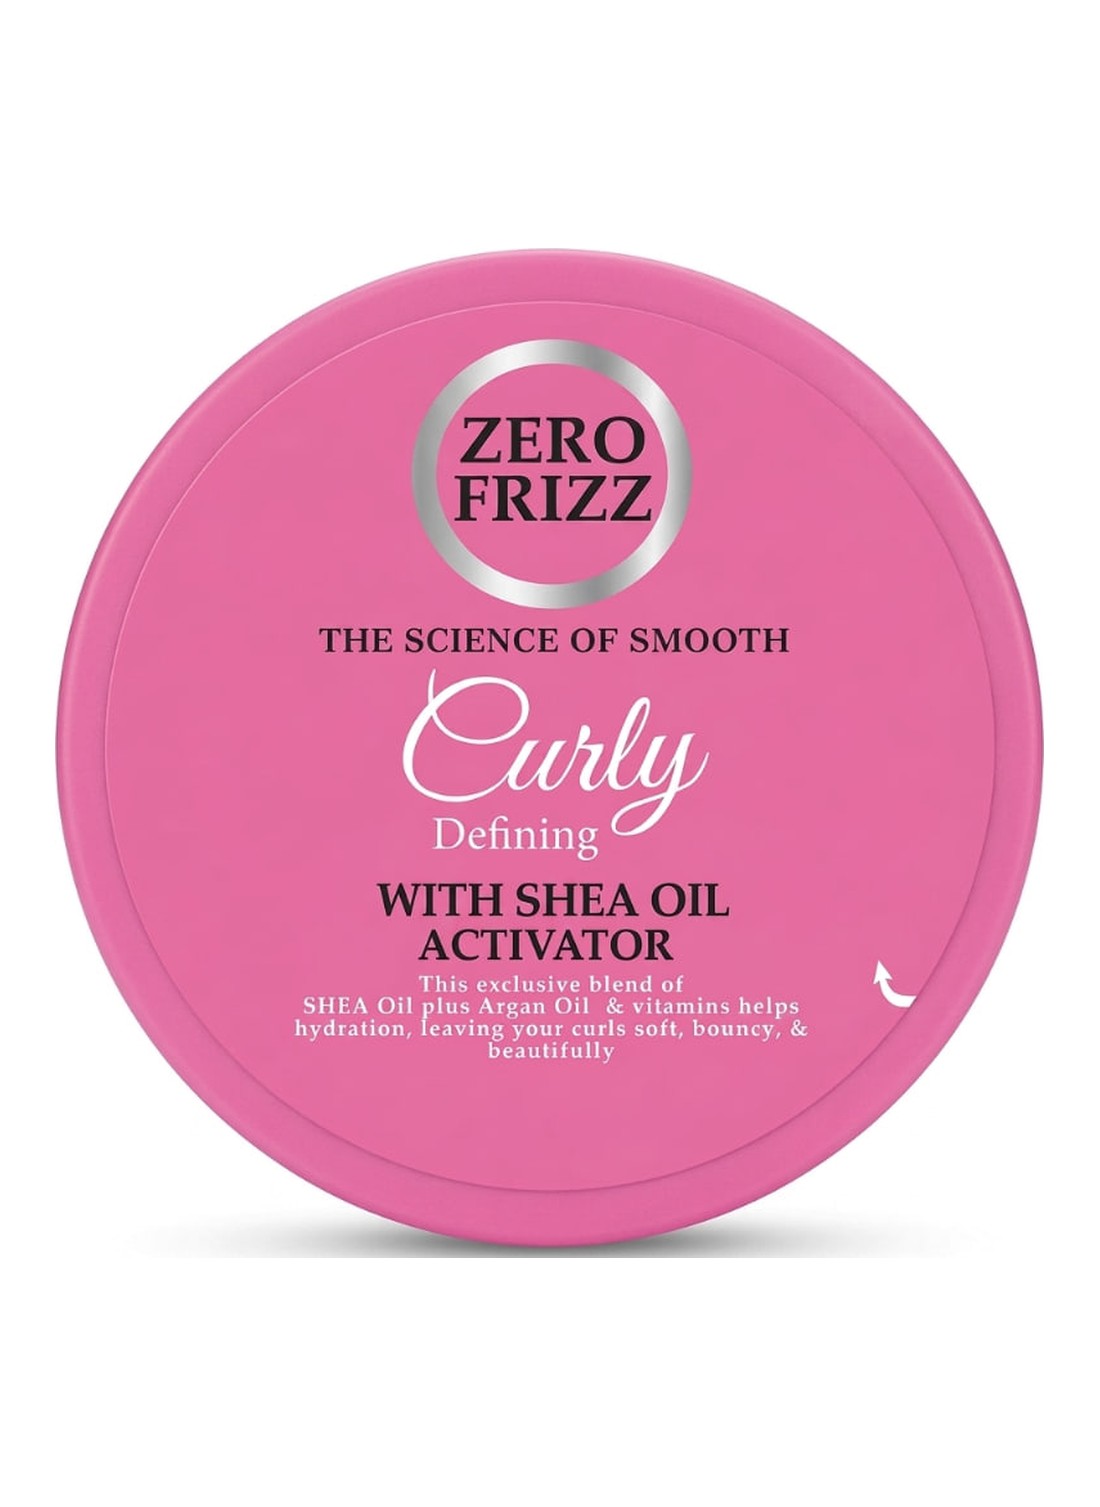 ZERO
FRIZZ
THE SCIENCE OF SMOOTH
Curly
Defining
WITH SHEA OIL
ACTIVATOR
This exclusive blend of
SHEA Oil plus Argan Oil & vitamins helps
hydration, leaving your curls soft, bouncy, &
beautifully